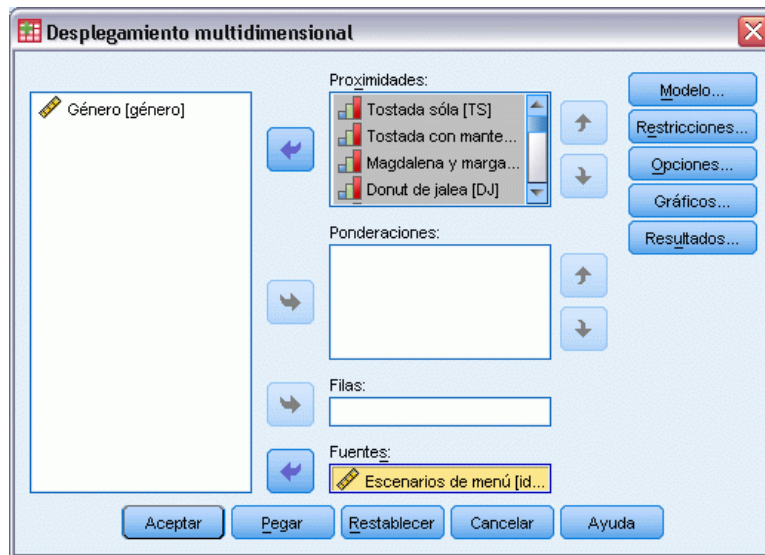 Desplegamiento multidimensional
Género [género]
Proximidades:
Tostada sóla [TS]
Tostada con mante...
Magdalena y marga...
Donut de jalea [DJ]
Ponderaciones:
Filas:
Fuentes:
Escenarios de menú [id...
Modelo...
Restricciones...
Opciones...
Gráficos...
Resultados...
Aceptar
Pegar
Restablecer
Cancelar
Ayuda